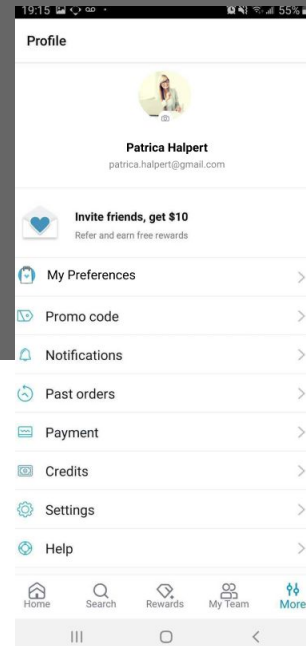 19:15 55%
Profile
Patrica Halpert
patrica.halpert@gmail.com
Invite friends, get $10
Refer and earn free rewards
My Preferences
Promo code
Notifications
Past orders
Payment
Credits
Settings
Help
Home Search Rewards My Team More